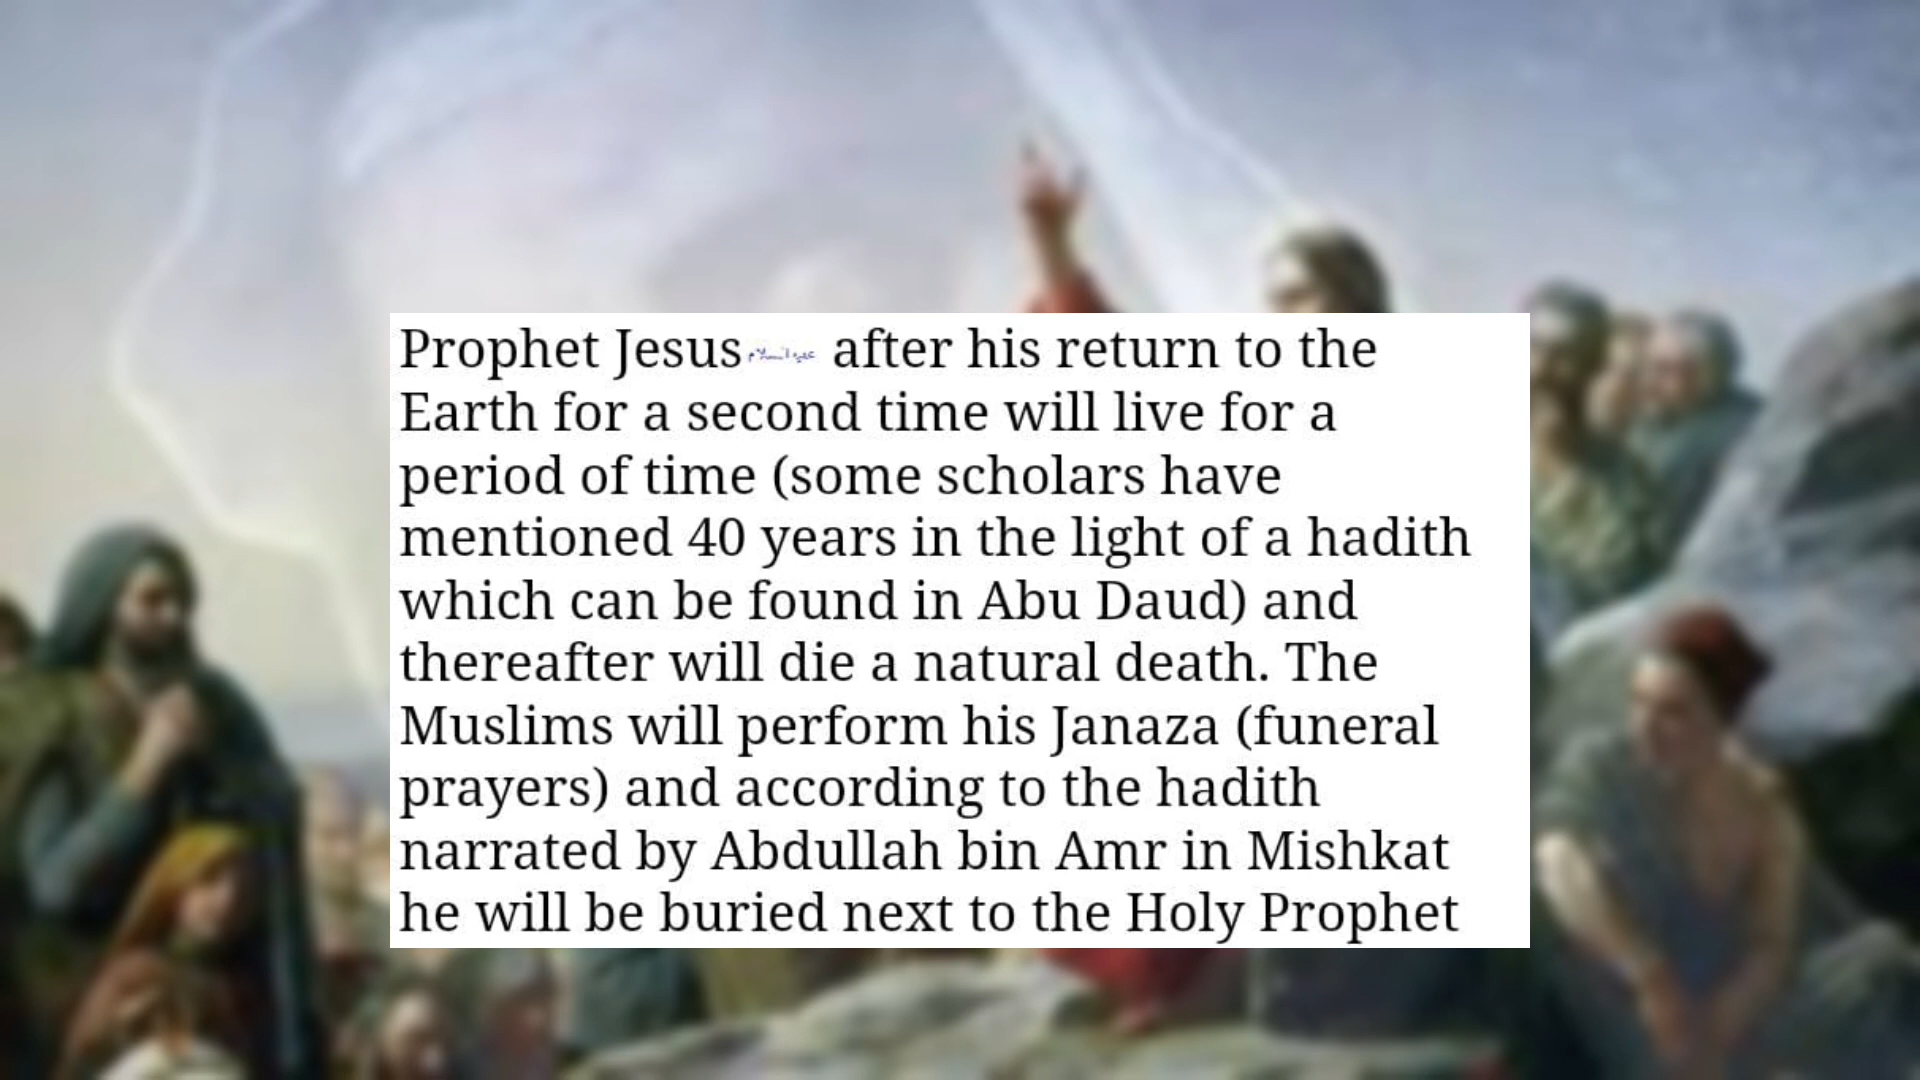 Prophet Jesus عليه السلام after his return to the
Earth for a second time will live for a
period of time (some scholars have
mentioned 40 years in the light of a hadith
which can be found in Abu Daud) and
thereafter will die a natural death. The
Muslims will perform his Janaza (funeral
prayers) and according to the hadith
narrated by Abdullah bin Amr in Mishkat
he will be buried next to the Holy Prophet